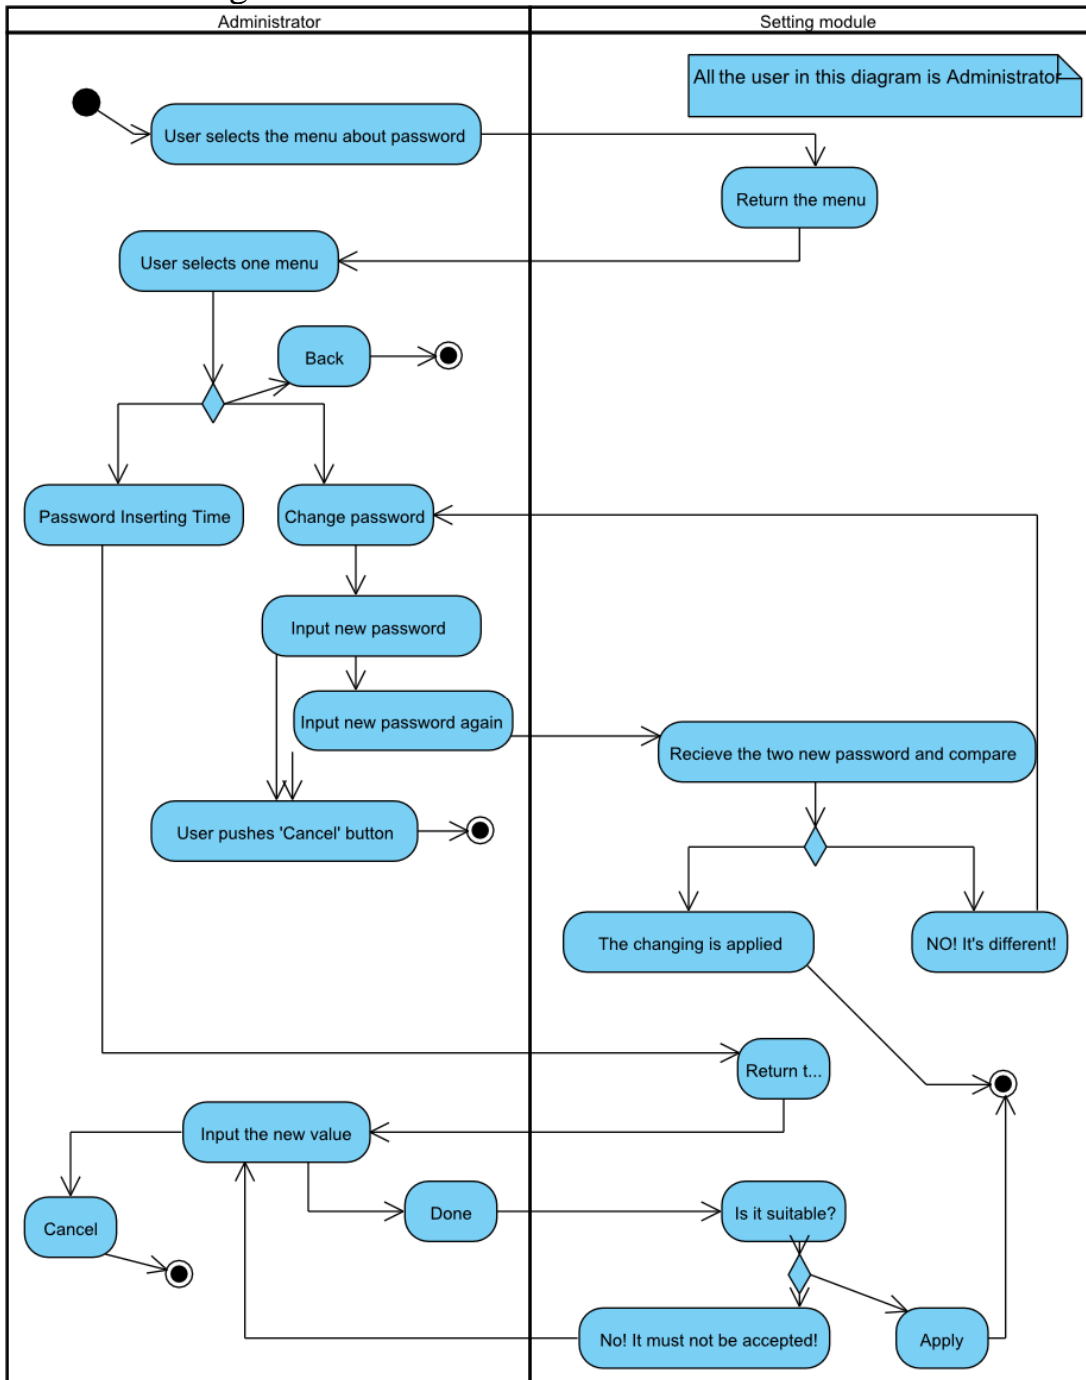 Administrator
Setting module
All the user in this diagram is Administrator
User selects the menu about password
Return the menu
User selects one menu
Back
Password Inserting Time
Change password
Input new password
Input new password again
Recieve the two new password and compare
User pushes 'Cancel' button
The changing is applied
NO! It's different!
Return t...
Input the new value
Cancel
Done
Is it suitable?
No! It must not be accepted!
Apply